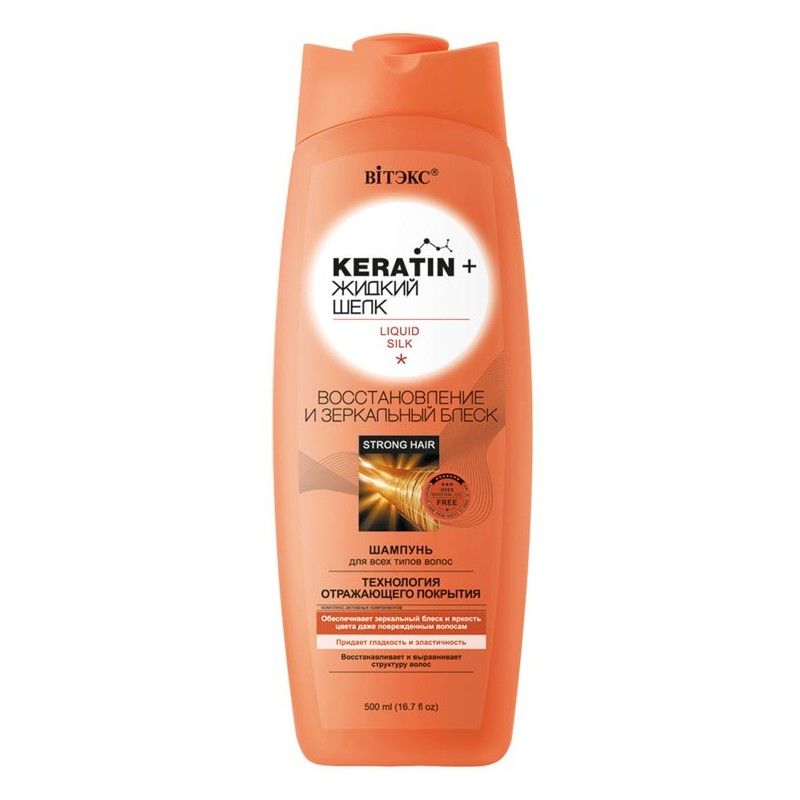 ВIТЭКС®
KERATIN +
ЖИДКИЙ
ШЕЛК
LIQUID
SILK
*
ВОССТАНОВЛЕНИЕ
И ЗЕРКАЛЬНЫЙ БЛЕСК
STRONG HAIR
FREE
ШАМПУНЬ
для всех типов волос
ТЕХНОЛОГИЯ
ОТРАЖАЮЩЕГО ПОКРЫТИЯ
КОМПЛЕКС АКТИВНЫХ КОМПОНЕНТОВ
Обеспечивает зеркальный блеск и яркость
цвета даже поврежденным волосам
Придает гладкость и эластичность
Восстанавливает и выравнивает
структуру волос
500 ml (16.7 fl oz)